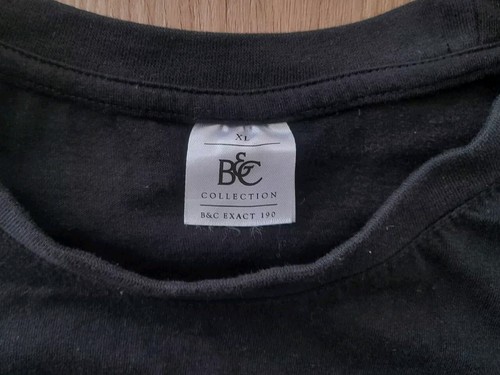 XL
B&C
COLLECTION
B&C EXACT 190